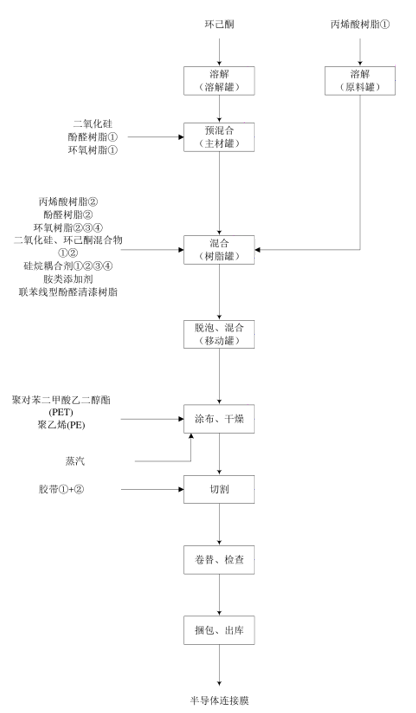 环己酮
丙烯酸树脂①
溶解
（溶解罐）
溶解
（原料罐）
二氧化硅
酚醛树脂①
环氧树脂①
预混合
（主材罐）
丙烯酸树脂②
酚醛树脂②
环氧树脂②③④
二氧化硅、环己酮混合物
①②
硅烷耦合剂①②③④
胺类添加剂
联苯线型酚醛清漆树脂
混合
（树脂罐）
脱泡、混合
（移动罐）
聚对苯二甲酸乙二醇酯
(PET)
聚乙烯(PE)
涂布、干燥
蒸汽
胶带①+②
切割
卷替、检查
捆包、出库
半导体连接膜